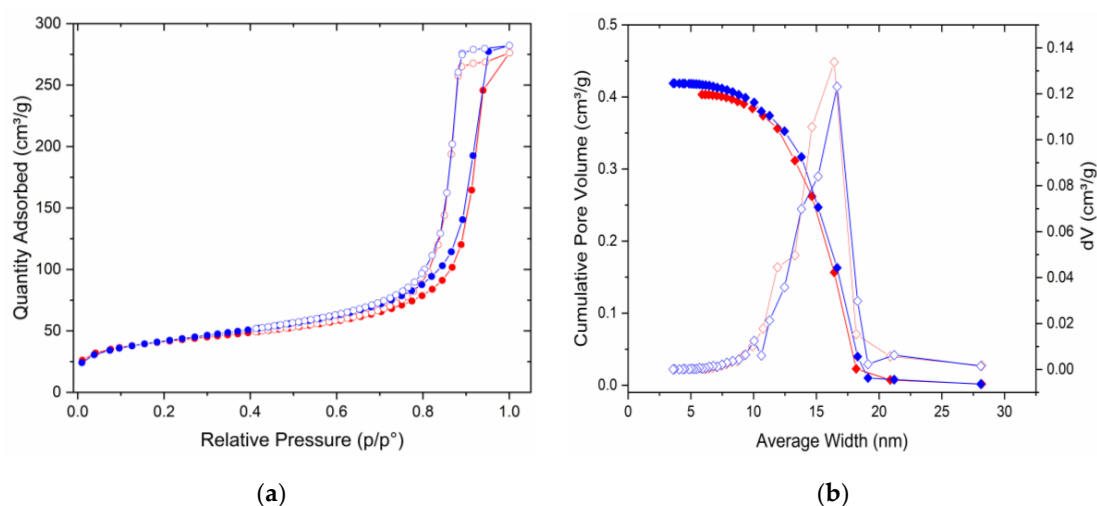 300
250
200
150
100
50
0
Quantity Adsorbed (cm³/g)
0.0 0.2 0.4 0.6 0.8 1.0
Relative Pressure (p/p°)
(a)
0.5
0.4
0.3
0.2
0.1
0.0
Cumulative Pore Volume (cm³/g)
0 5 10 15 20 25 30
Average Width (nm)
0.14
0.12
0.10
0.08
0.06
0.04
0.02
0.00
dV (cm³/g)
(b)